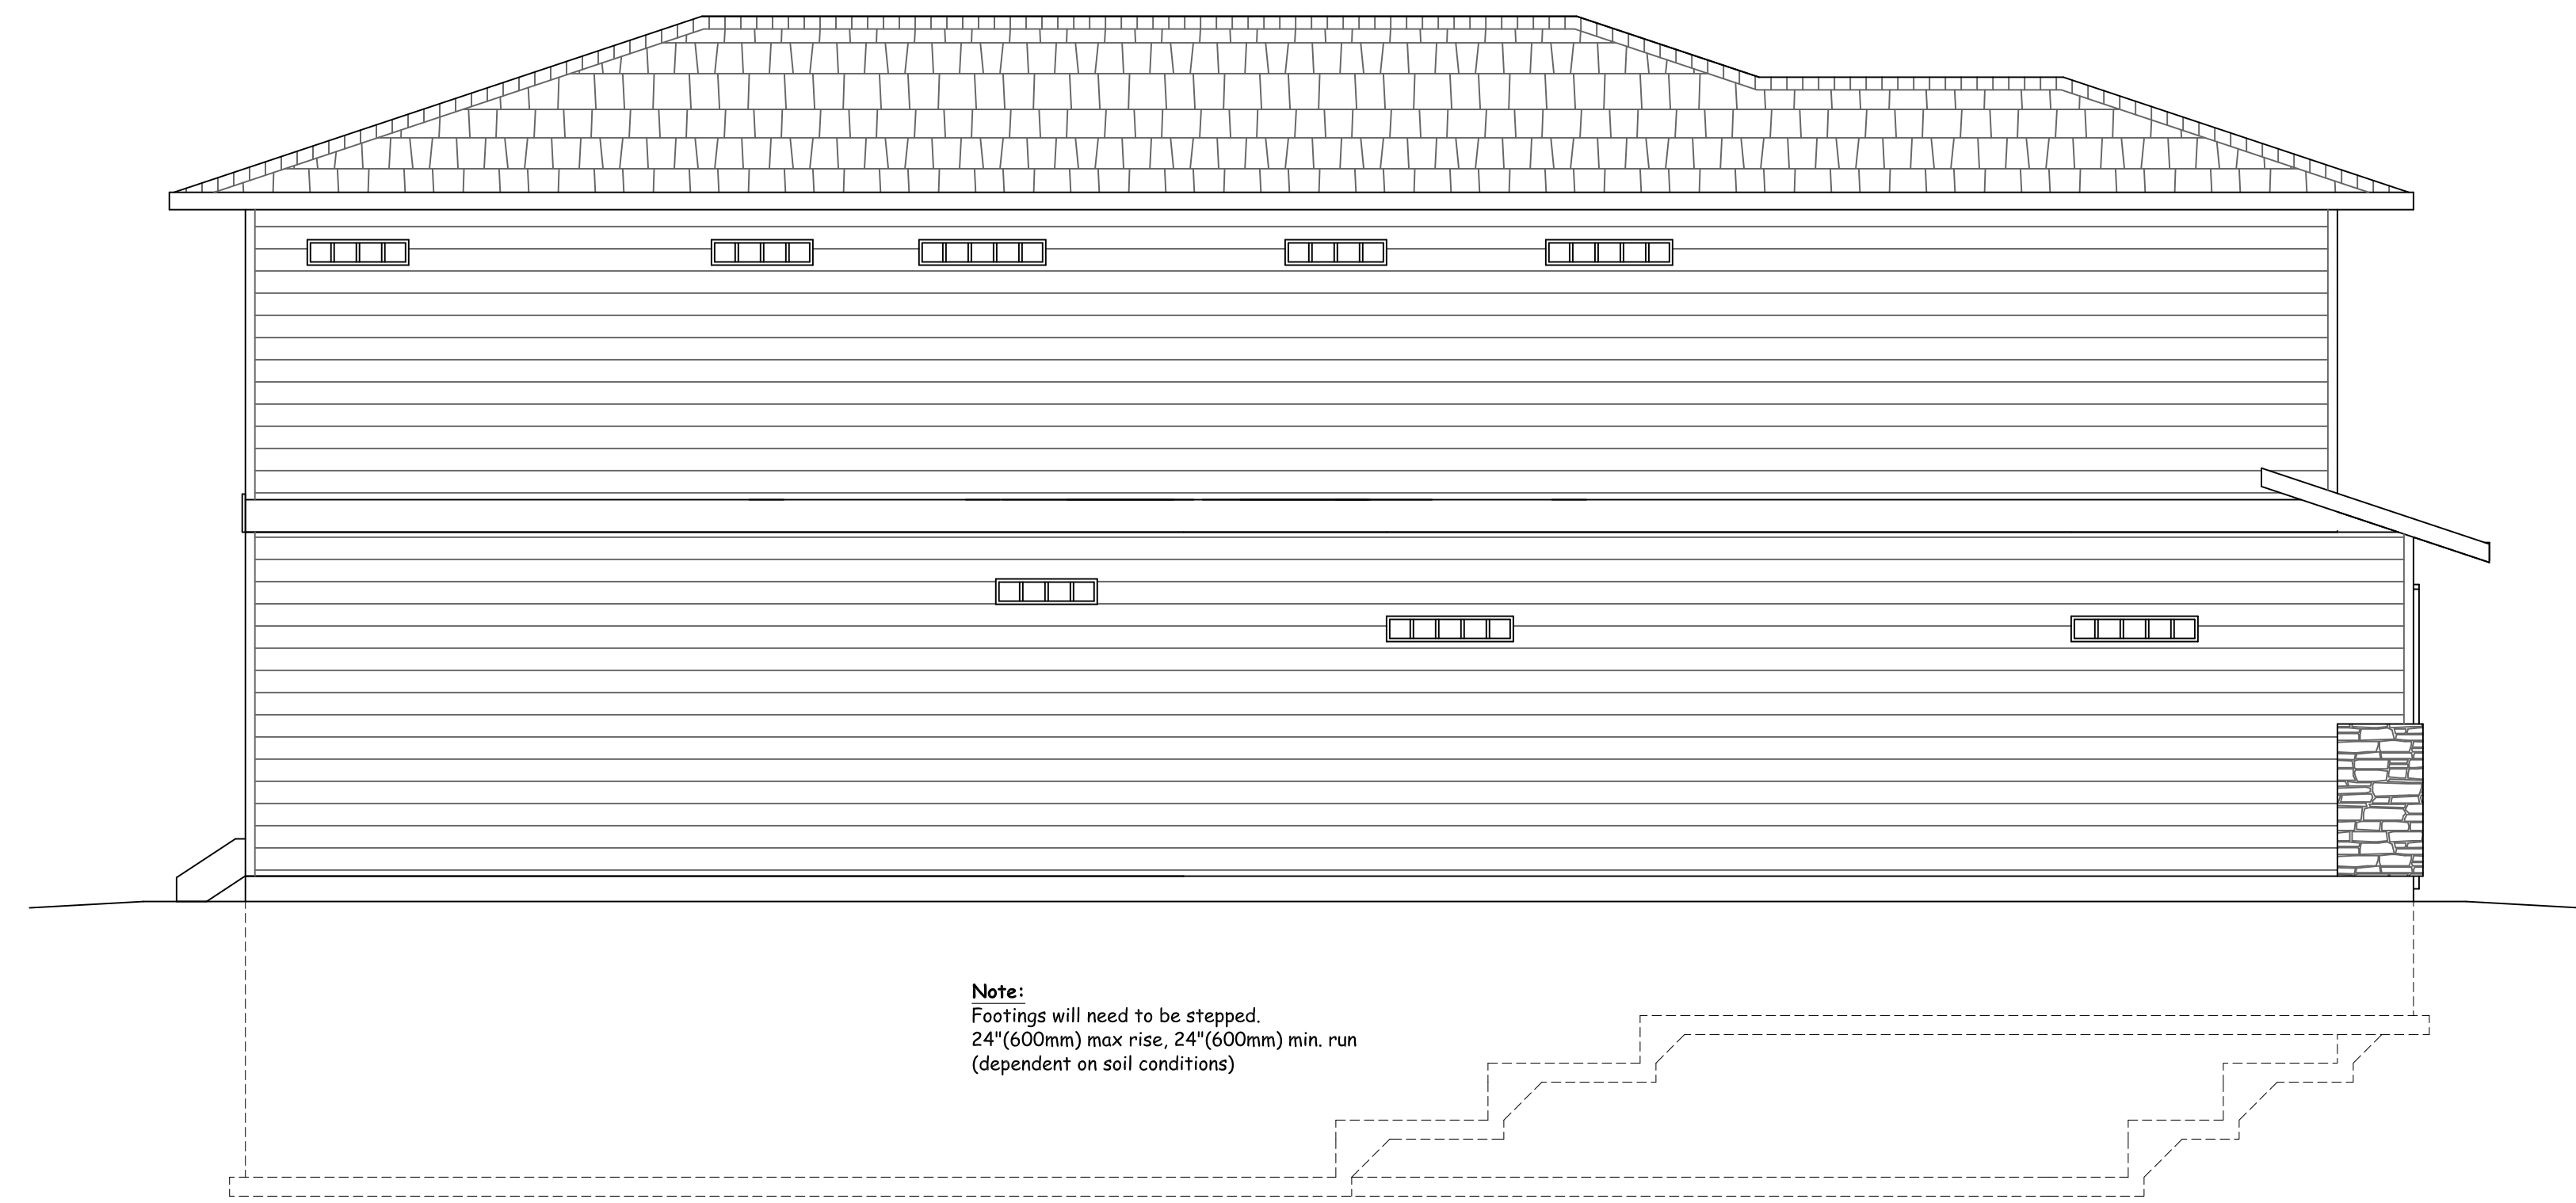 Note:
Footings will need to be stepped.
24"(600mm) max rise, 24"(600mm) min. run
(dependent on soil conditions)